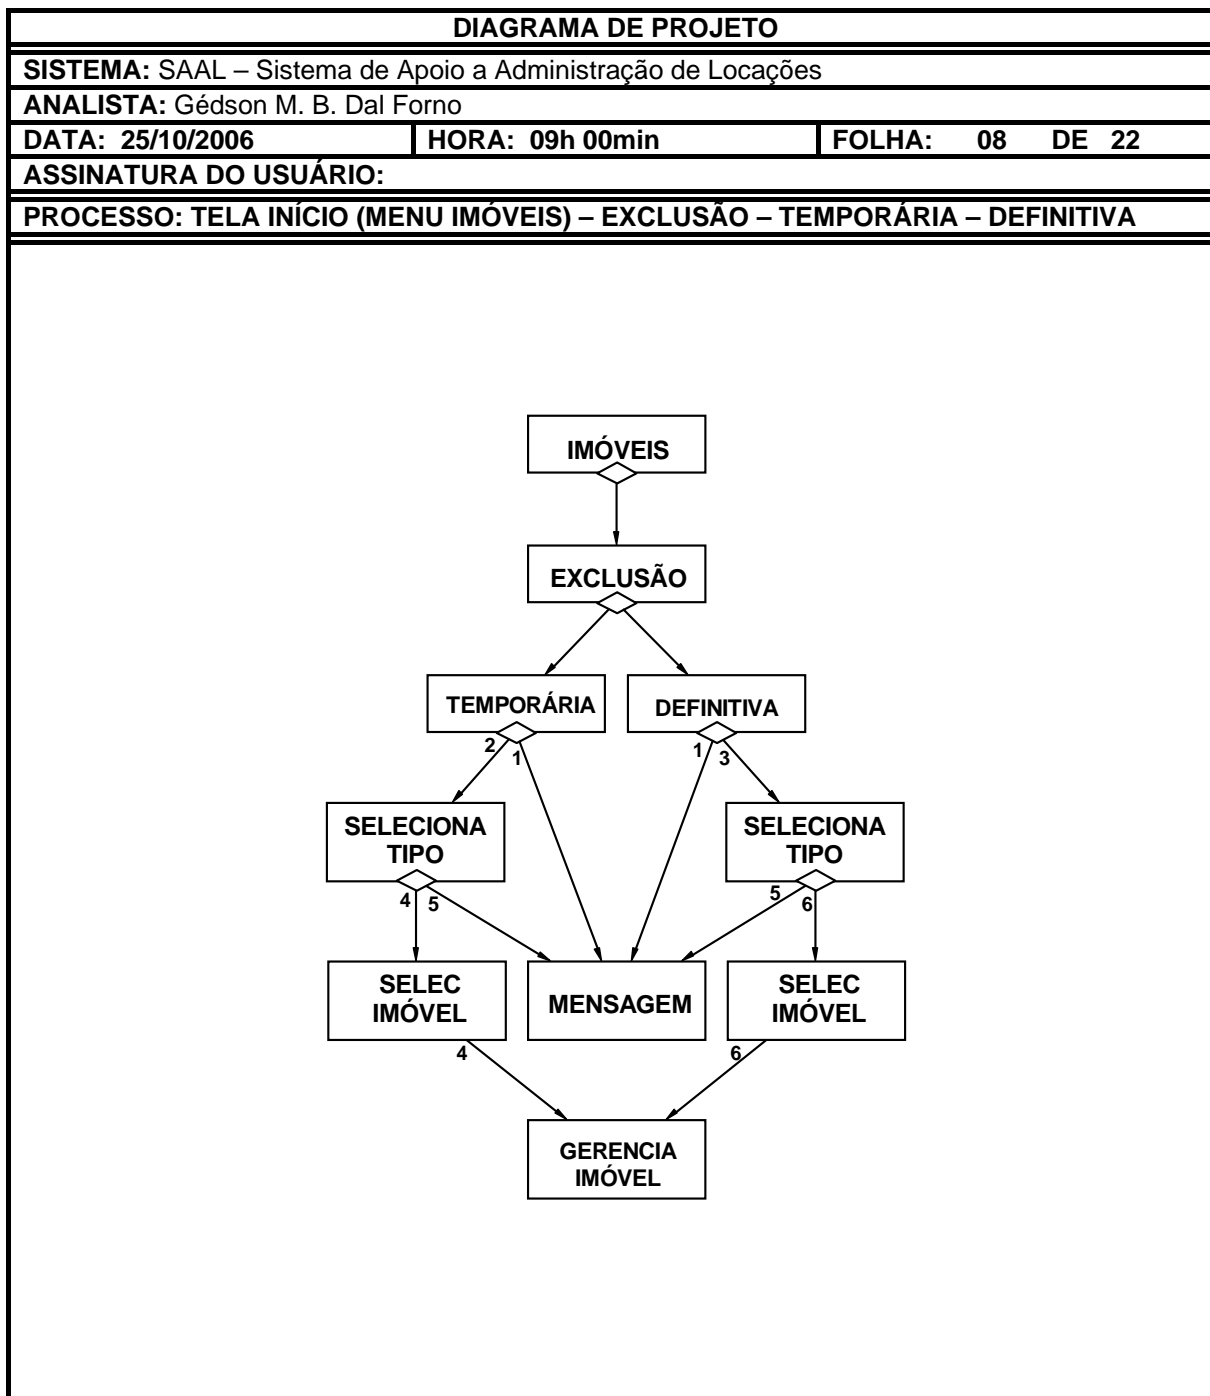 DIAGRAMA DE PROJETO
SISTEMA: SAAL – Sistema de Apoio a Administração de Locações
ANALISTA: Gédson M. B. Dal Forno
DATA: 25/10/2006 HORA: 09h 00min FOLHA: 08 DE 22
ASSINATURA DO USUÁRIO:
PROCESSO: TELA INÍCIO (MENU IMÓVEIS) – EXCLUSÃO – TEMPORÁRIA – DEFINITIVA
IMÓVEIS
EXCLUSÃO
TEMPORÁRIA
DEFINITIVA
2
1
1
3
SELECIONA
TIPO
SELECIONA
TIPO
4
5
5
6
SELEC
IMÓVEL
MENSAGEM
SELEC
IMÓVEL
4
6
GERENCIA
IMÓVEL